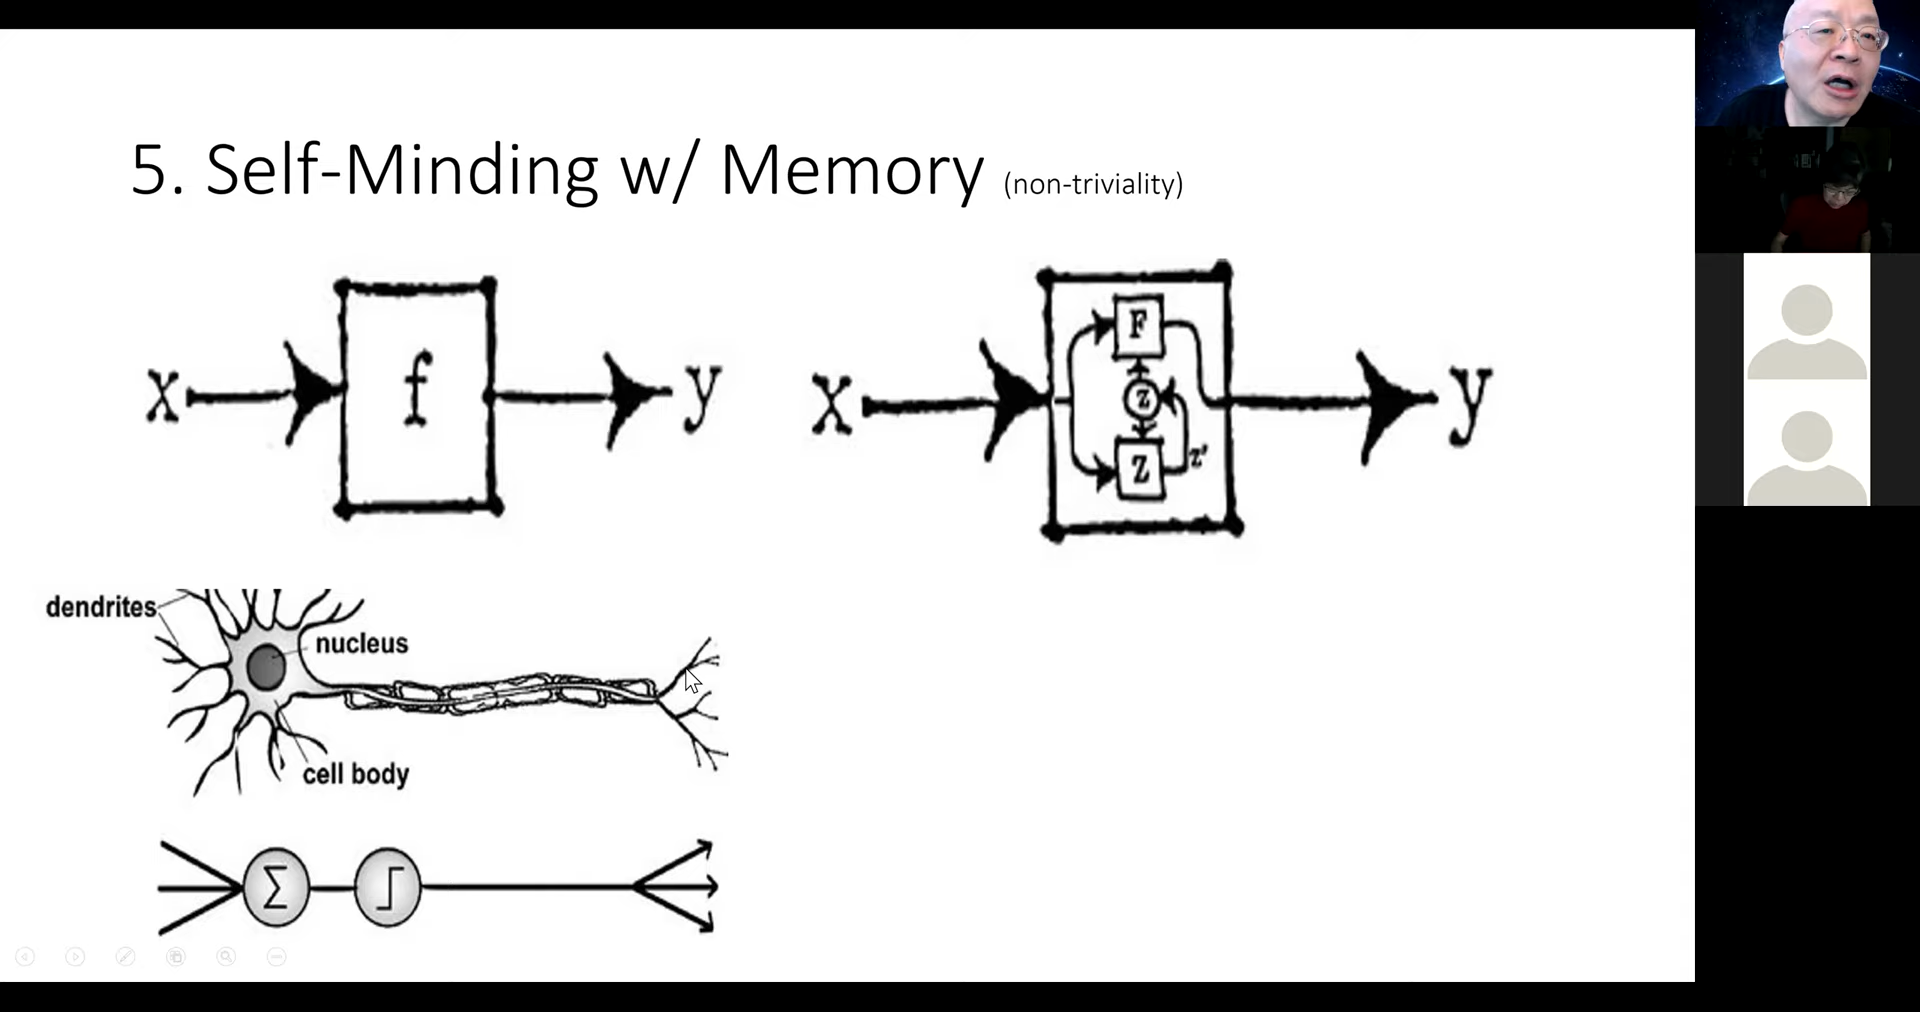 5. Self-Minding w/ Memory (non-triviality)
x f y
x F z Z z' y
dendrites
nucleus
cell body
Σ